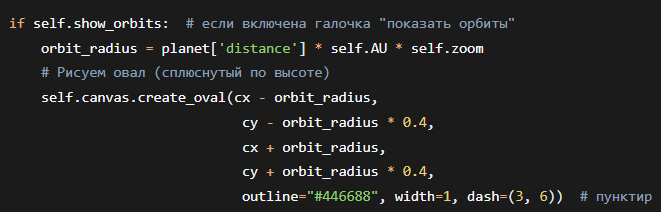 if self.show_orbits:  # если включена галочка "показать орбиты"
    orbit_radius = planet['distance'] * self.AU * self.zoom
    # Рисуем овал (сплюснутый по высоте)
    self.canvas.create_oval(cx - orbit_radius,
                            cy - orbit_radius * 0.4,
                            cx + orbit_radius,
                            cy + orbit_radius * 0.4,
                            outline="#446688", width=1, dash=(3, 6))  # пунктир